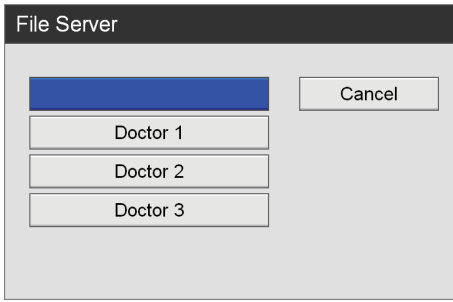 File Server
Cancel
Doctor 1
Doctor 2
Doctor 3